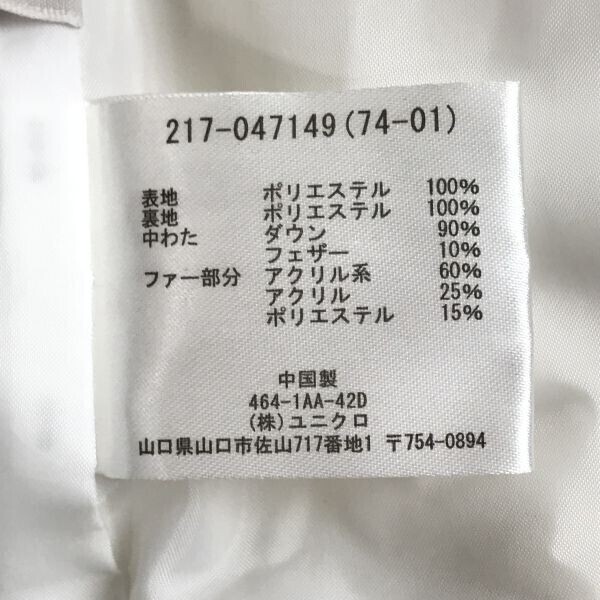 217-047149(74-01)
表地 ポリエステル 100%
裏地 ポリエステル 100%
中わた ダウン 90%
フェザー 10%
ファー部分 アクリル系 60%
アクリル 25%
ポリエステル 15%
中国製
464-1AA-42D
(株)ユニクロ
山口県山口市佐山717番地1 〒754-0894